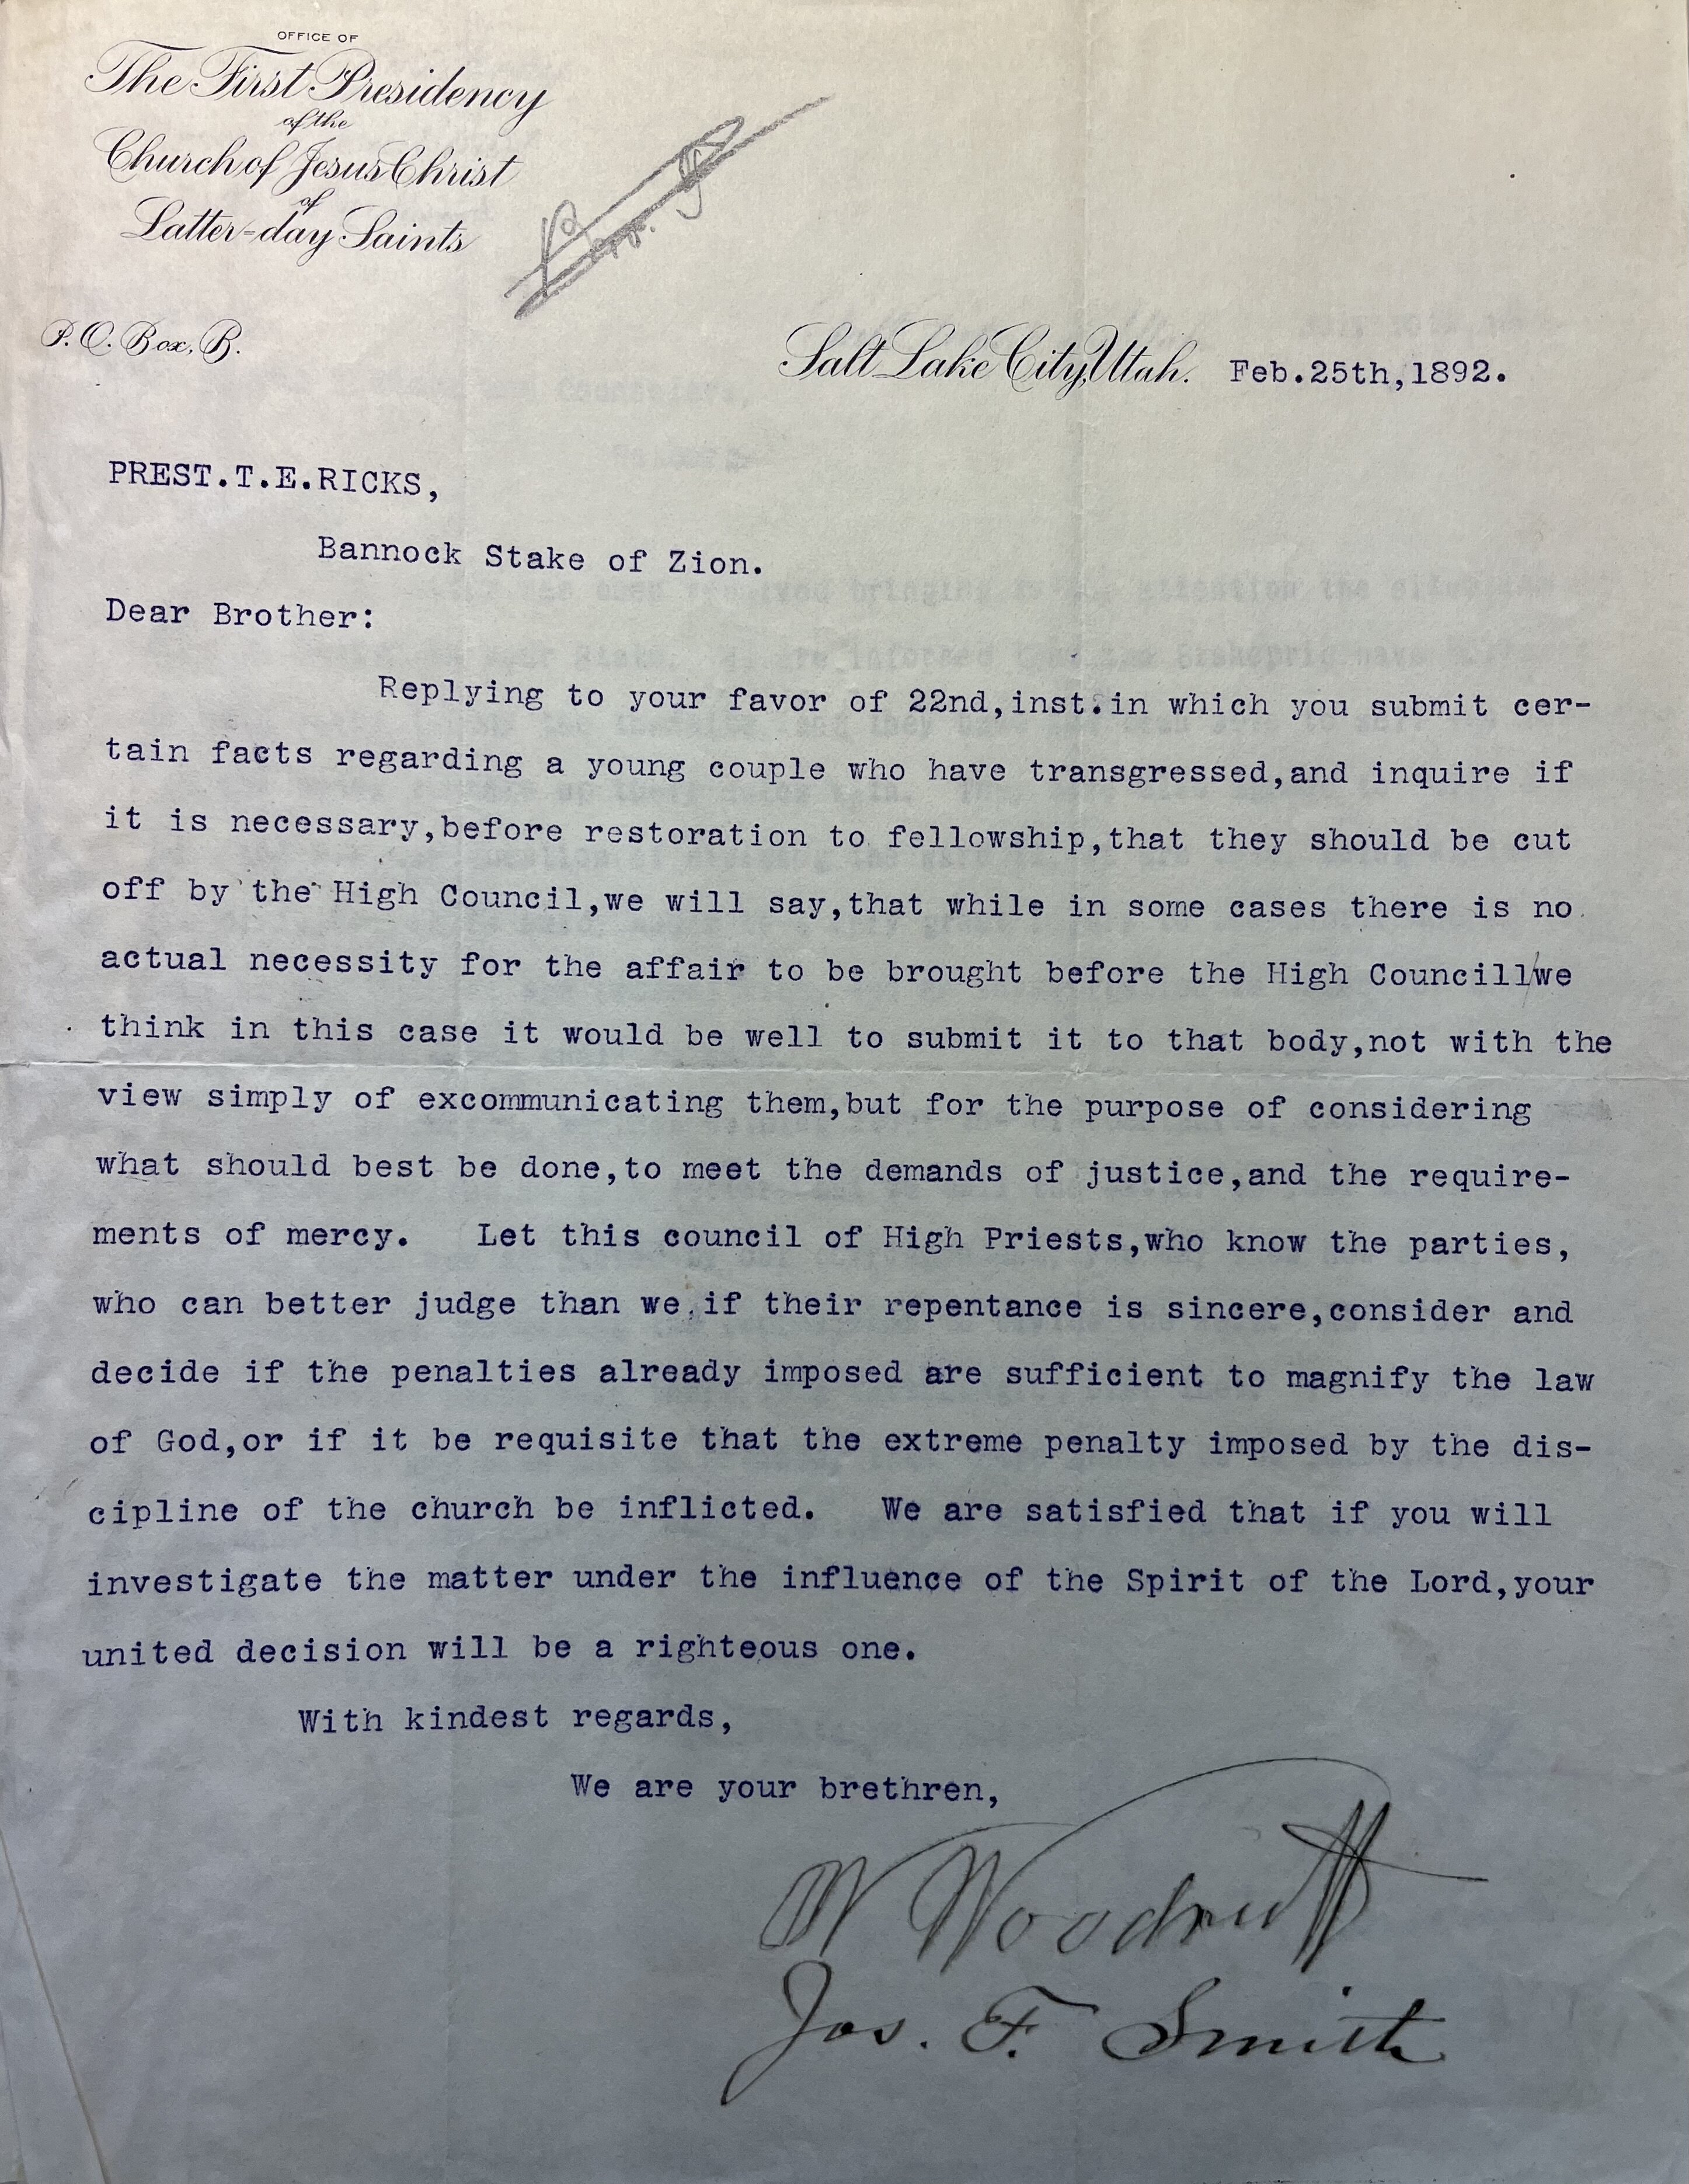 OFFICE OF
The First Presidency
of the
Church of Jesus Christ
of
Latter-day Saints
P. O. Box, B.
Salt Lake City, Utah. Feb.25th,1892.
PREST.T.E.RICKS,
Bannock Stake of Zion.
Dear Brother:
Replying to your favor of 22nd,inst.in which you submit cer-
tain facts regarding a young couple who have transgressed,and inquire if
it is necessary,before restoration to fellowship,that they should be cut
off by the High Council,we will say,that while in some cases there is no
actual necessity for the affair to be brought before the High Councill/we
think in this case it would be well to submit it to that body,not with the
view simply of excommunicating them,but for the purpose of considering
what should best be done,to meet the demands of justice,and the require-
ments of mercy. Let this council of High Priests,who know the parties,
who can better judge than we,if their repentance is sincere,consider and
decide if the penalties already imposed are sufficient to magnify the law
of God,or if it be requisite that the extreme penalty imposed by the dis-
cipline of the church be inflicted. We are satisfied that if you will
investigate the matter under the influence of the Spirit of the Lord,your
united decision will be a righteous one.
With kindest regards,
We are your brethren,
W Woodruff
Jos. F. Smith